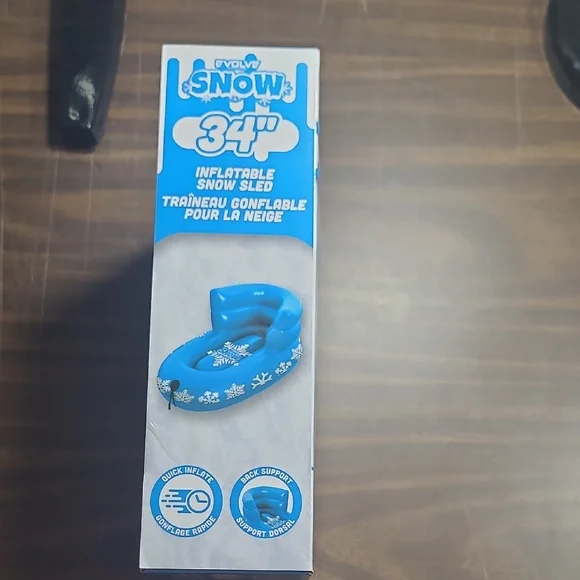 EVOLVE
SNOW
34"
INFLATABLE
SNOW SLED
TRAÎNEAU GONFLABLE
POUR LA NEIGE
QUICK INFLATE
GONFLAGE RAPIDE
BACK SUPPORT
SUPPORT DORSAL